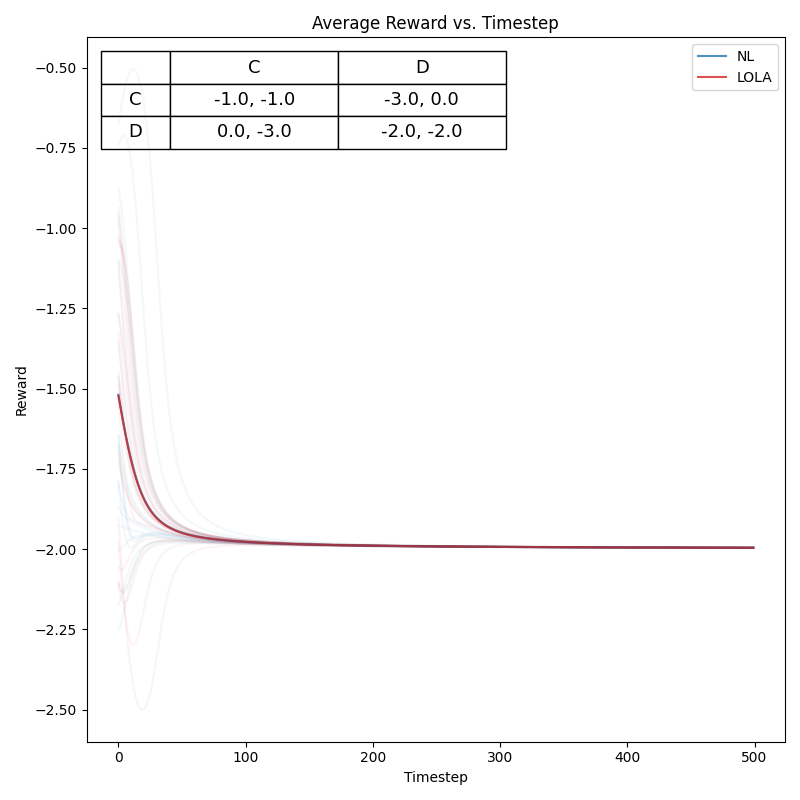 Average Reward vs. Timestep
C D
C -1.0, -1.0 -3.0, 0.0
D 0.0, -3.0 -2.0, -2.0
NL
LOLA
−0.50
−0.75
−1.00
−1.25
−1.50
−1.75
−2.00
−2.25
−2.50
Reward
0 100 200 300 400 500
Timestep